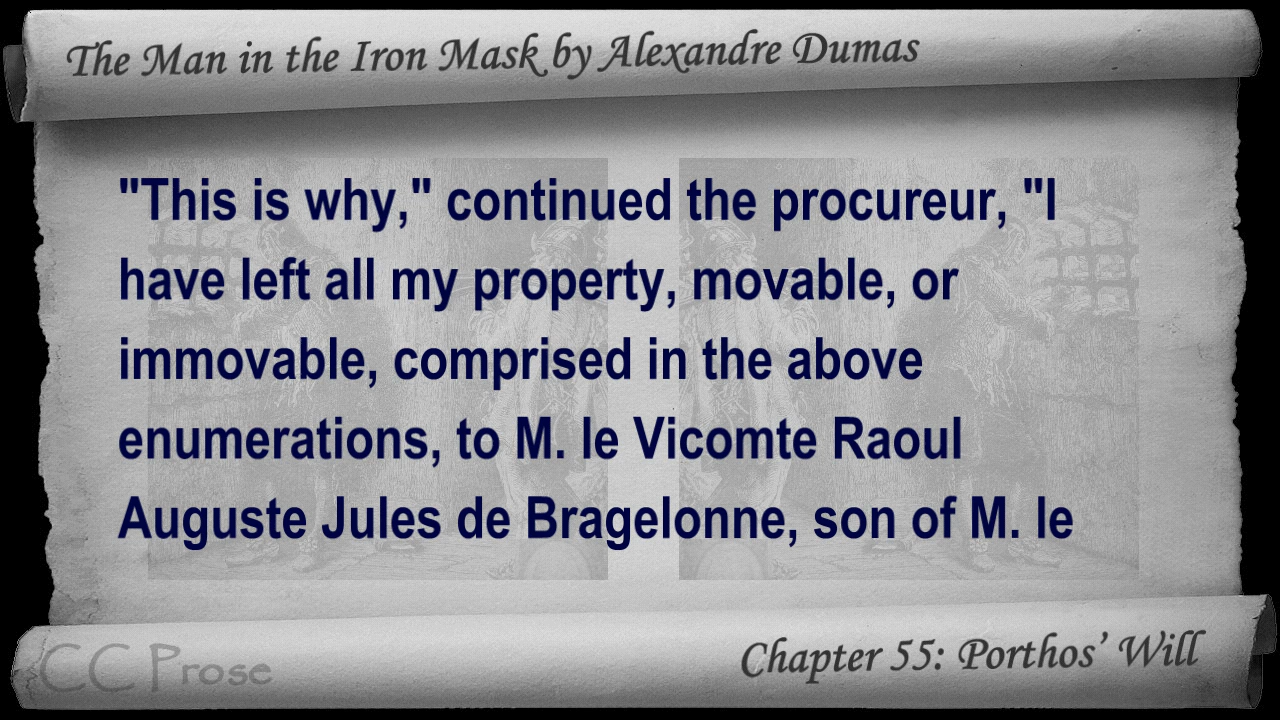 The Man in the Iron Mask by Alexandre Dumas
"This is why," continued the procureur, "I
have left all my property, movable, or
immovable, comprised in the above
enumerations, to M. le Vicomte Raoul
Auguste Jules de Bragelonne, son of M. le
CC Prose
Chapter 55: Porthos’ Will